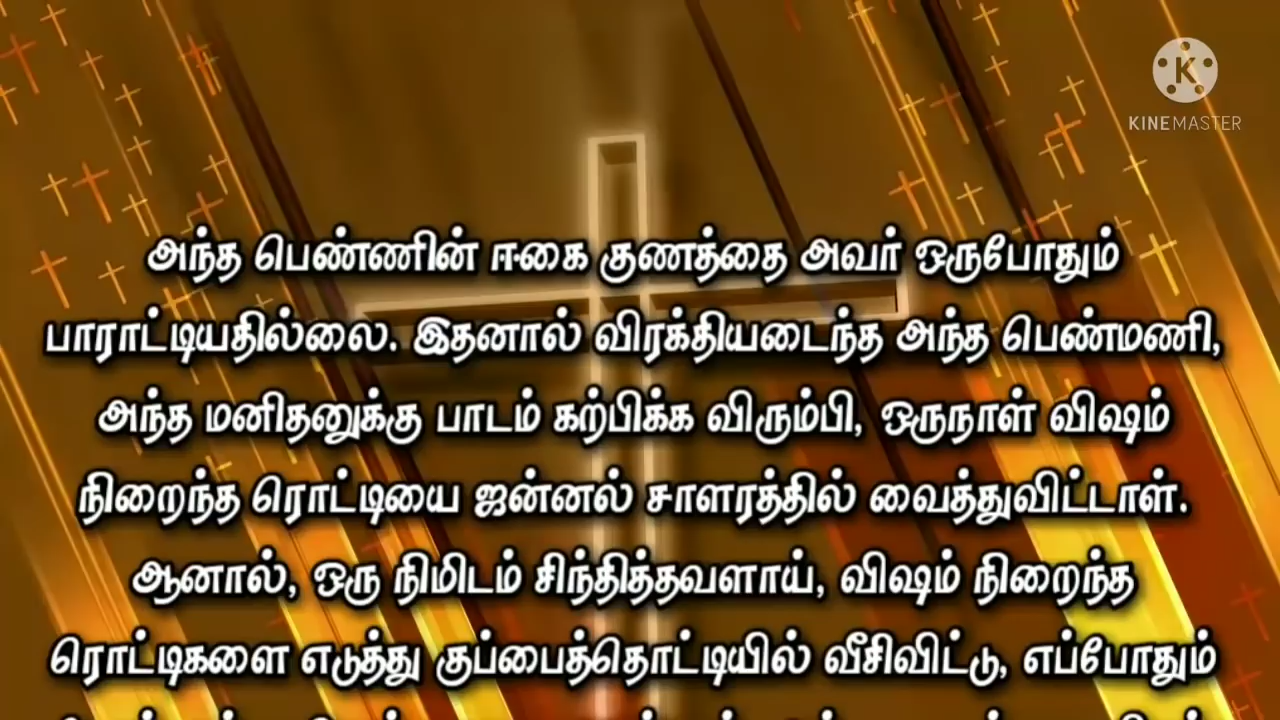 KINEMASTER
அந்த பெண்ணின் ஈகை குணத்தை அவர் ஒருபோதும்
பாராட்டியதில்லை. இதனால் விரக்தியடைந்த அந்த பெண்மணி,
அந்த மனிதனுக்கு பாடம் கற்பிக்க விரும்பி, ஒருநாள் விஷம்
நிறைந்த ரொட்டியை ஜன்னல் சாளரத்தில் வைத்துவிட்டாள்.
ஆனால், ஒரு நிமிடம் சிந்தித்தவளாய், விஷம் நிறைந்த
ரொட்டிகளை எடுத்து குப்பைத்தொட்டியில் வீசிவிட்டு, எப்போதும்